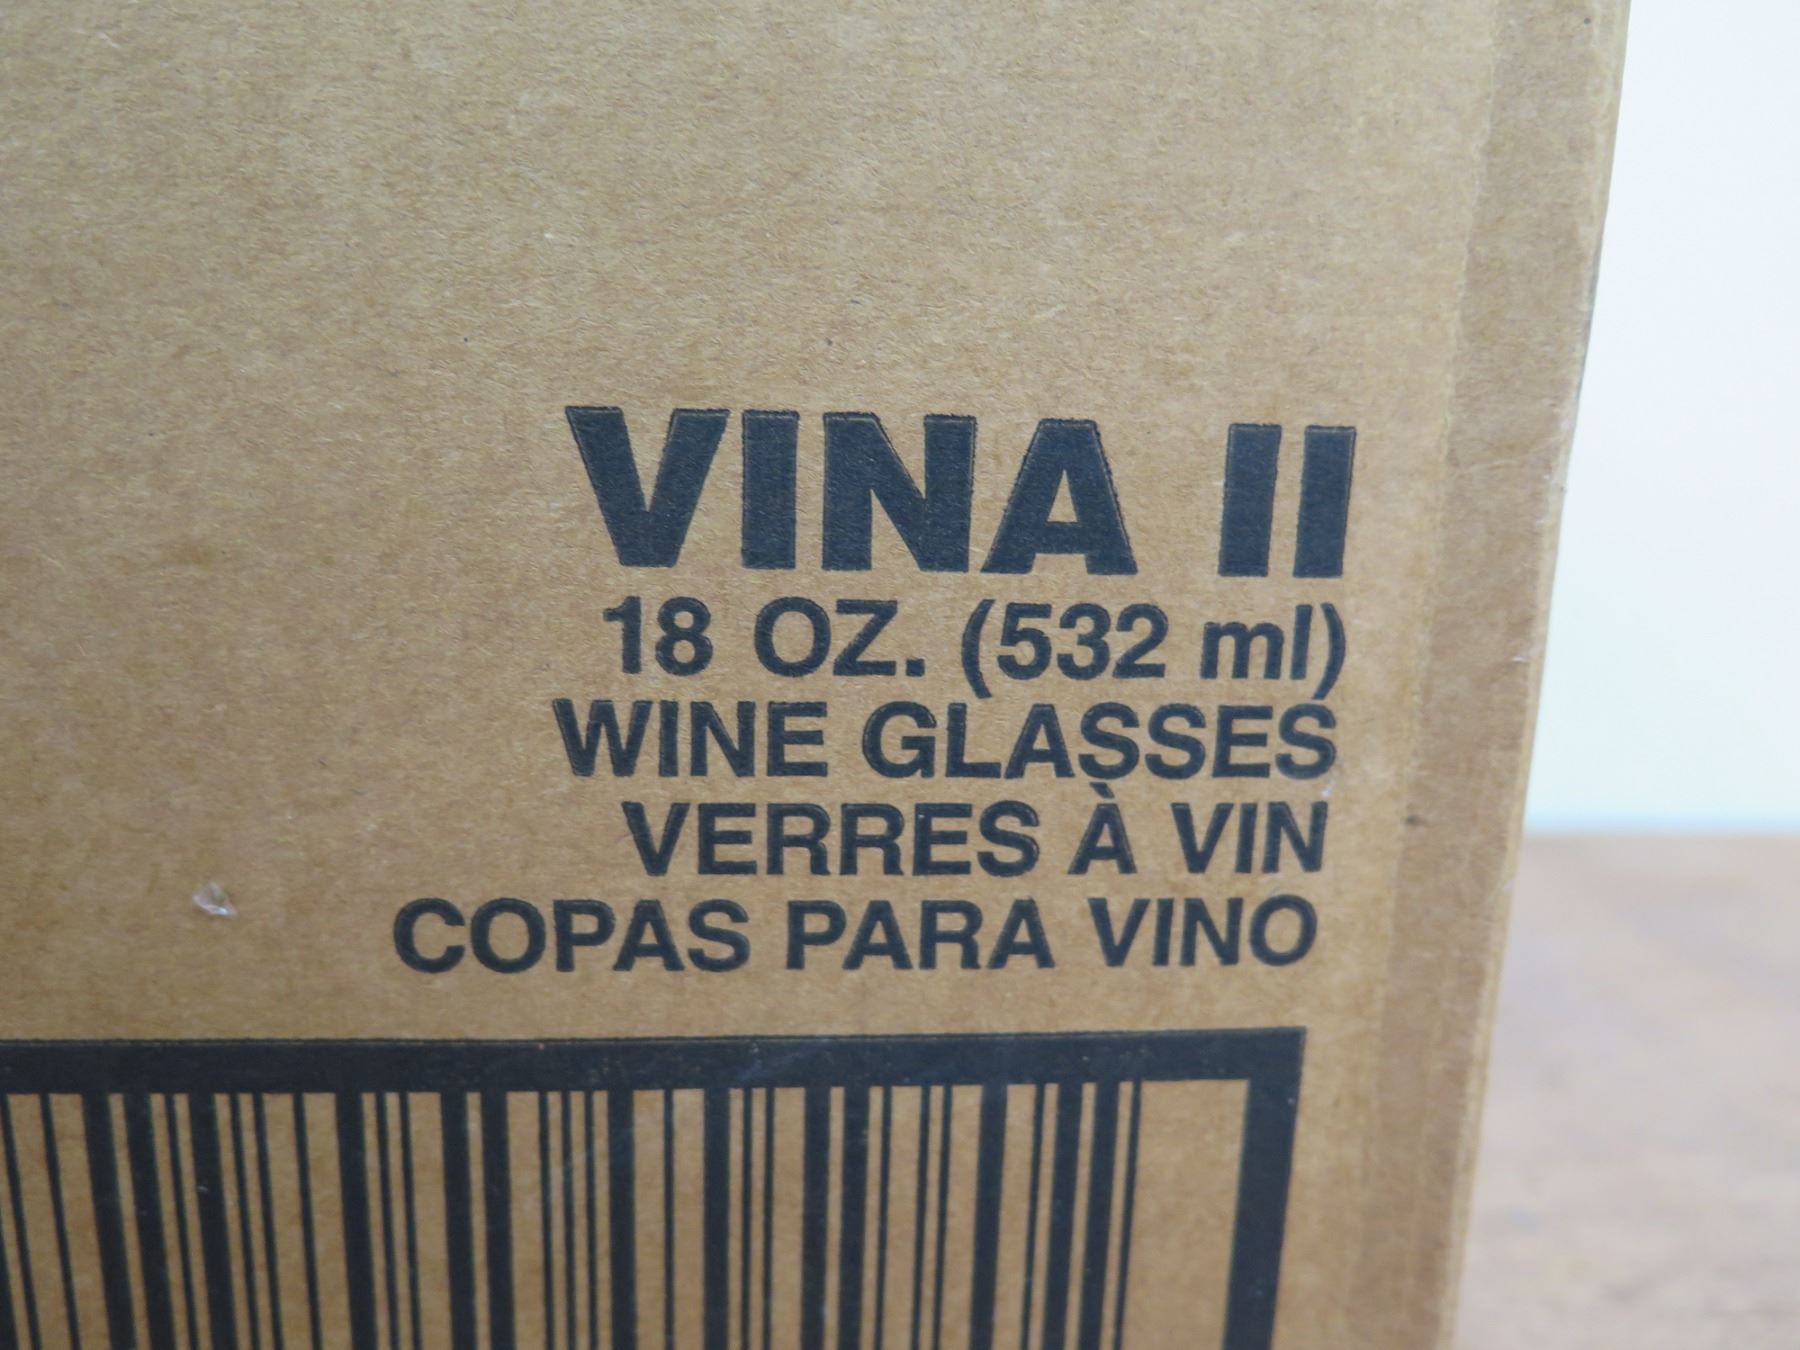 VINA II
18 OZ. (532 ml)
WINE GLASSES
VERRES À VIN
COPAS PARA VINO